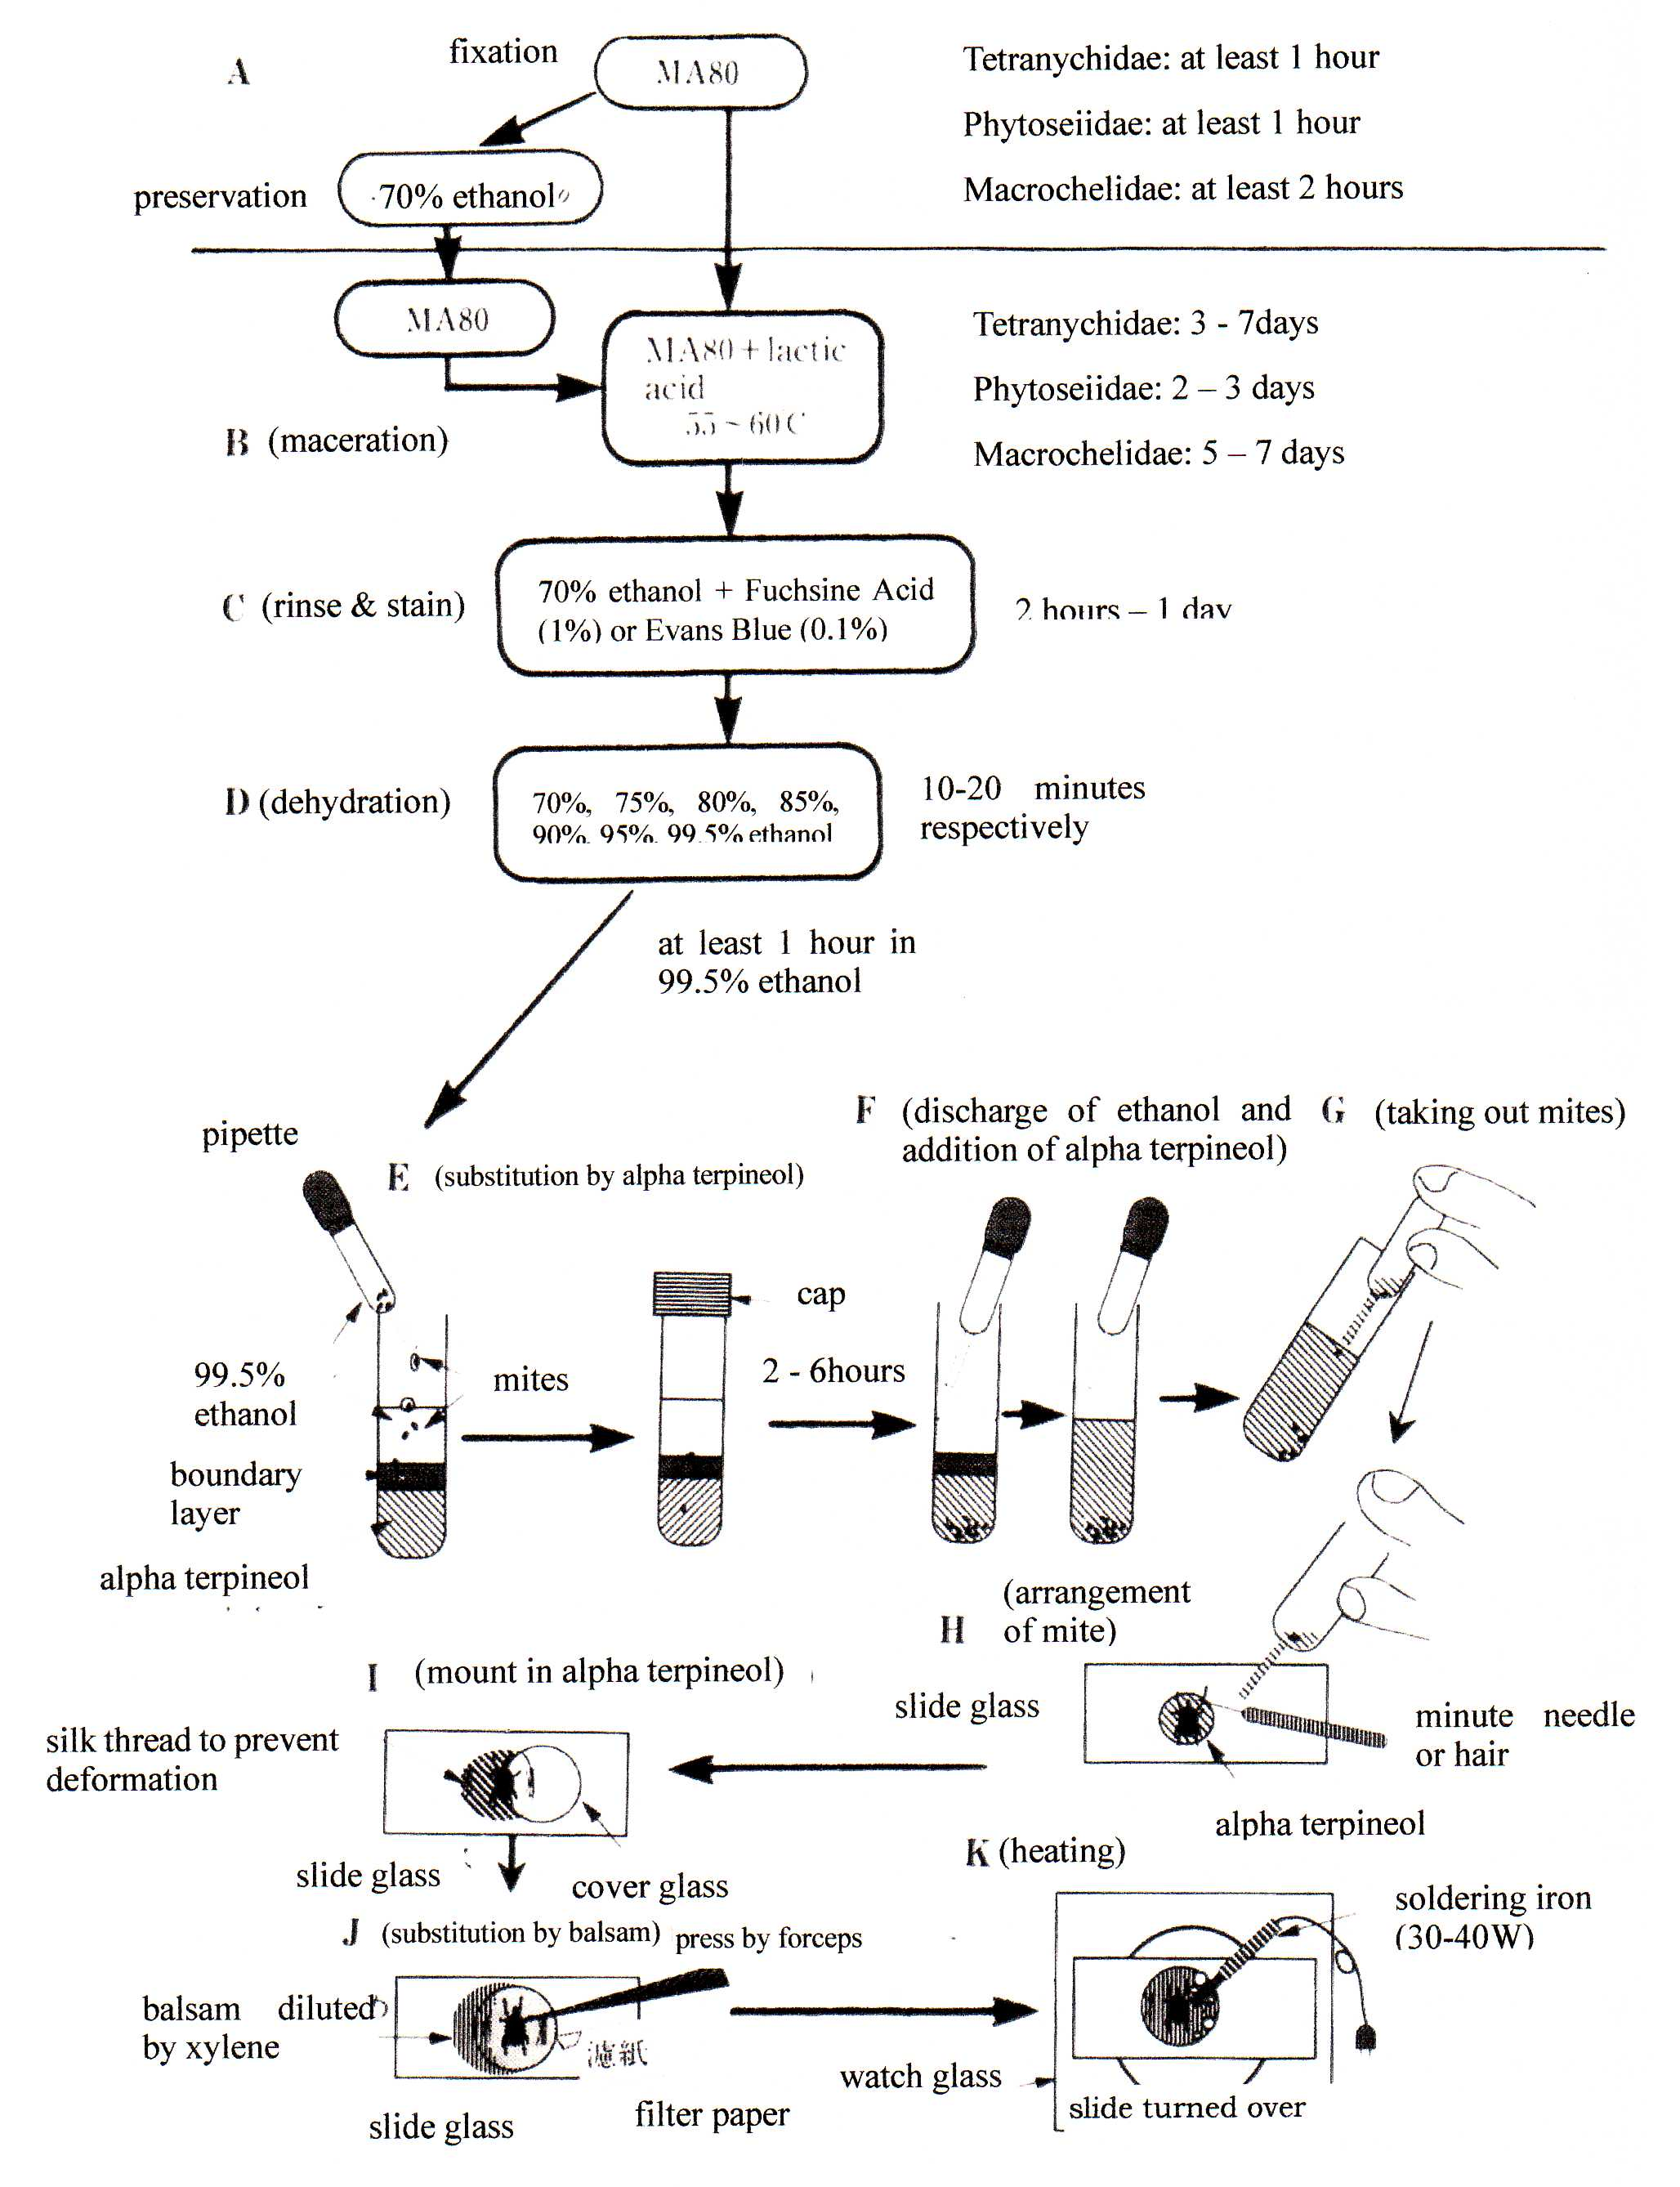 A
fixation
MA80
Tetranychidae: at least 1 hour
Phytoseiidae: at least 1 hour
Macrochelidae: at least 2 hours
preservation
70% ethanol
MA80
MA80 + lactic
acid
55 ~ 60 C
B (maceration)
Tetranychidae: 3 - 7days
Phytoseiidae: 2 – 3 days
Macrochelidae: 5 – 7 days
C (rinse & stain)
70% ethanol + Fuchsine Acid
(1%) or Evans Blue (0.1%)
2 hours – 1 day
D (dehydration)
70%, 75%, 80%, 85%,
90%, 95%, 99.5% ethanol
10-20 minutes
respectively
at least 1 hour in
99.5% ethanol
pipette
E (substitution by alpha terpineol)
F (discharge of ethanol and
addition of alpha terpineol)
G (taking out mites)
99.5%
ethanol
mites
cap
2 - 6hours
boundary
layer
alpha terpineol
H (arrangement
of mite)
slide glass
minute needle
or hair
alpha terpineol
I (mount in alpha terpineol)
silk thread to prevent
deformation
slide glass
cover glass
J (substitution by balsam)
press by forceps
balsam diluted
by xylene
濾紙
slide glass
filter paper
K (heating)
soldering iron
(30-40W)
watch glass
slide turned over